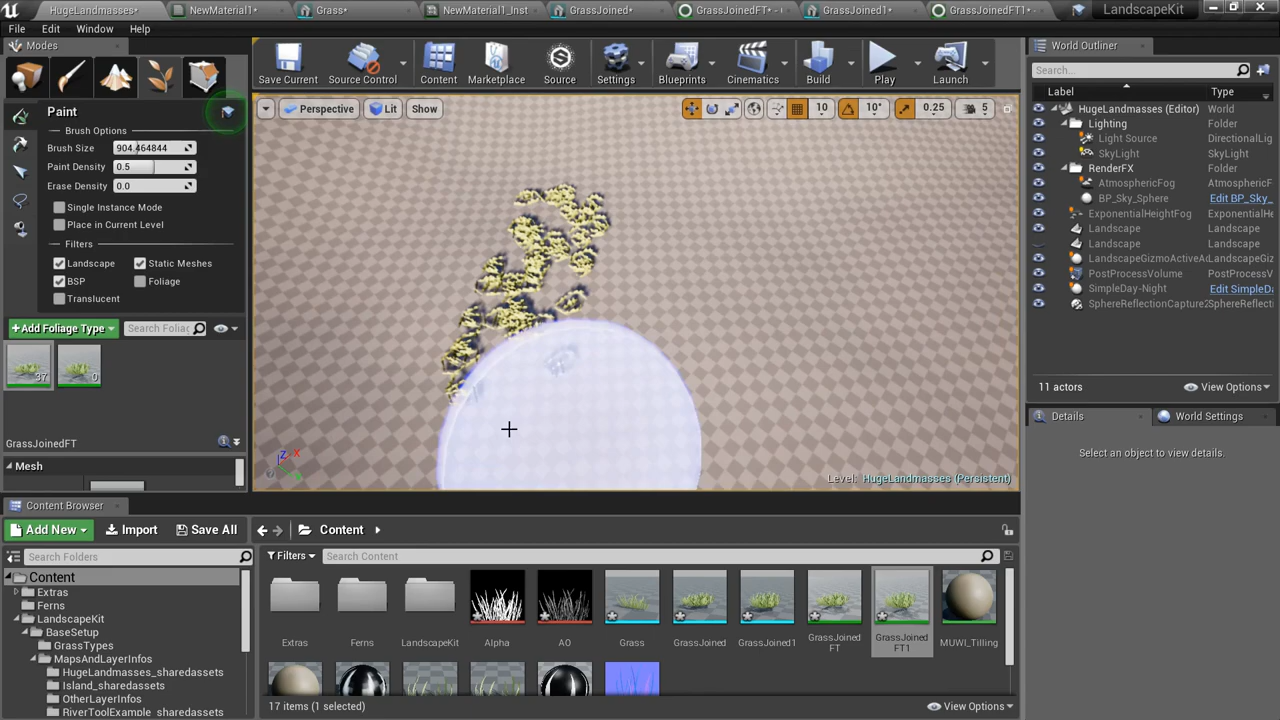 HugeLandmasses*
NewMaterial1*
Grass*
NewMaterial1_Inst
GrassJoined*
GrassJoinedFT*
GrassJoined1*
GrassJoinedFT1*
LandscapeKit
File Edit Window Help
Modes
Save Current
Source Control
Content
Marketplace
Source
Settings
Blueprints
Cinematics
Build
Play
Launch
Paint
Brush Options
Brush Size 904.464844
Paint Density 0.5
Erase Density 0.0
Single Instance Mode
Place in Current Level
Filters
Landscape Static Meshes
BSP Foliage
Translucent
+Add Foliage Type Search Foliag
37 0
GrassJoinedFT
Mesh
Perspective Lit Show
10 10° 0.25 5
Z X
Level: HugeLandmasses (Persistent)
World Outliner
Search...
Label Type
HugeLandmasses (Editor) World
Lighting Folder
Light Source Directional
SkyLight SkyLight
RenderFX Folder
AtmosphericFog AtmosphericF
BP_Sky_Sphere Edit BP_Sky_
ExponentialHeightFog ExponentialHe
Landscape Landscape
Landscape Landscape
LandscapeGizmoActiveAc LandscapeGiz
PostProcessVolume PostProcessV
SimpleDay-Night Edit SimpleDa
SphereReflectionCapture2 SphereReflecti
11 actors View Options
Details World Settings
Select an object to view details.
Content Browser
Add New Import Save All
Content
Search Folders
Filters Search Content
Content
Extras
Ferns
LandscapeKit
BaseSetup
GrassTypes
MapsAndLayerInfos
HugeLandmasses_sharedassets
Island_sharedassets
OtherLayerInfos
RiverToolExample_sharedassets
Extras
Ferns
LandscapeKit
Alpha
AO
Grass
GrassJoined
GrassJoined1
GrassJoined
FT
GrassJoined
FT1
MUWI_Tilling
17 items (1 selected) View Options